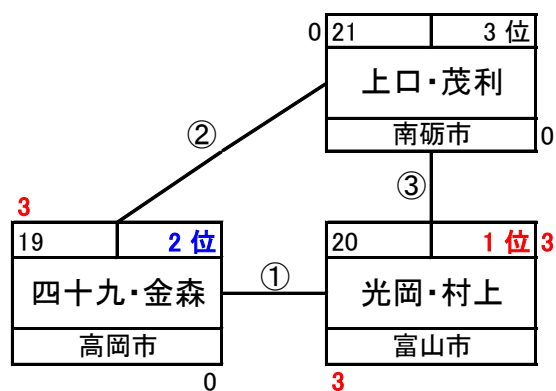 0 21 3 位
上口・茂利
南砺市 0
②
③
3
19 2 位
20 1 位 3
四十九・金森
①
光岡・村上
高岡市
富山市
0
3